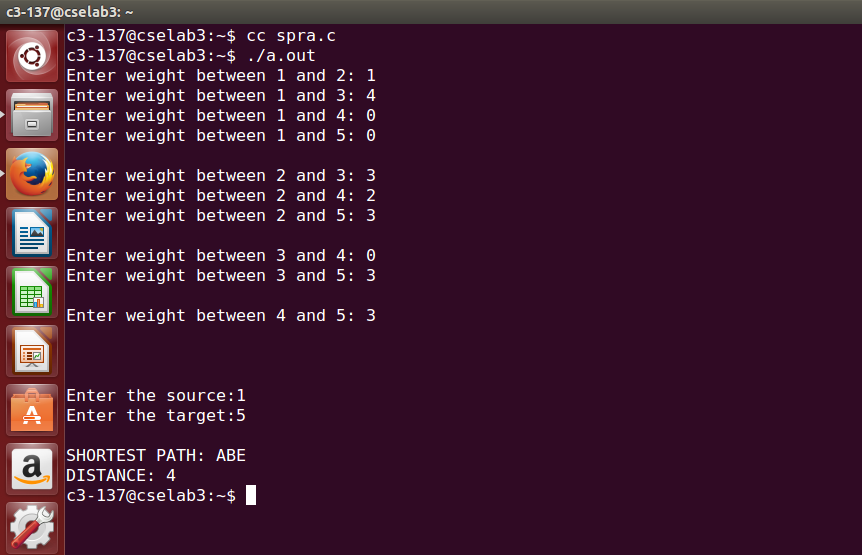 c3-137@cselab3: ~
c3-137@cselab3:~$ cc spra.c
c3-137@cselab3:~$ ./a.out
Enter weight between 1 and 2: 1
Enter weight between 1 and 3: 4
Enter weight between 1 and 4: 0
Enter weight between 1 and 5: 0
Enter weight between 2 and 3: 3
Enter weight between 2 and 4: 2
Enter weight between 2 and 5: 3
Enter weight between 3 and 4: 0
Enter weight between 3 and 5: 3
Enter weight between 4 and 5: 3
Enter the source:1
Enter the target:5
SHORTEST PATH: ABE
DISTANCE: 4
c3-137@cselab3:~$